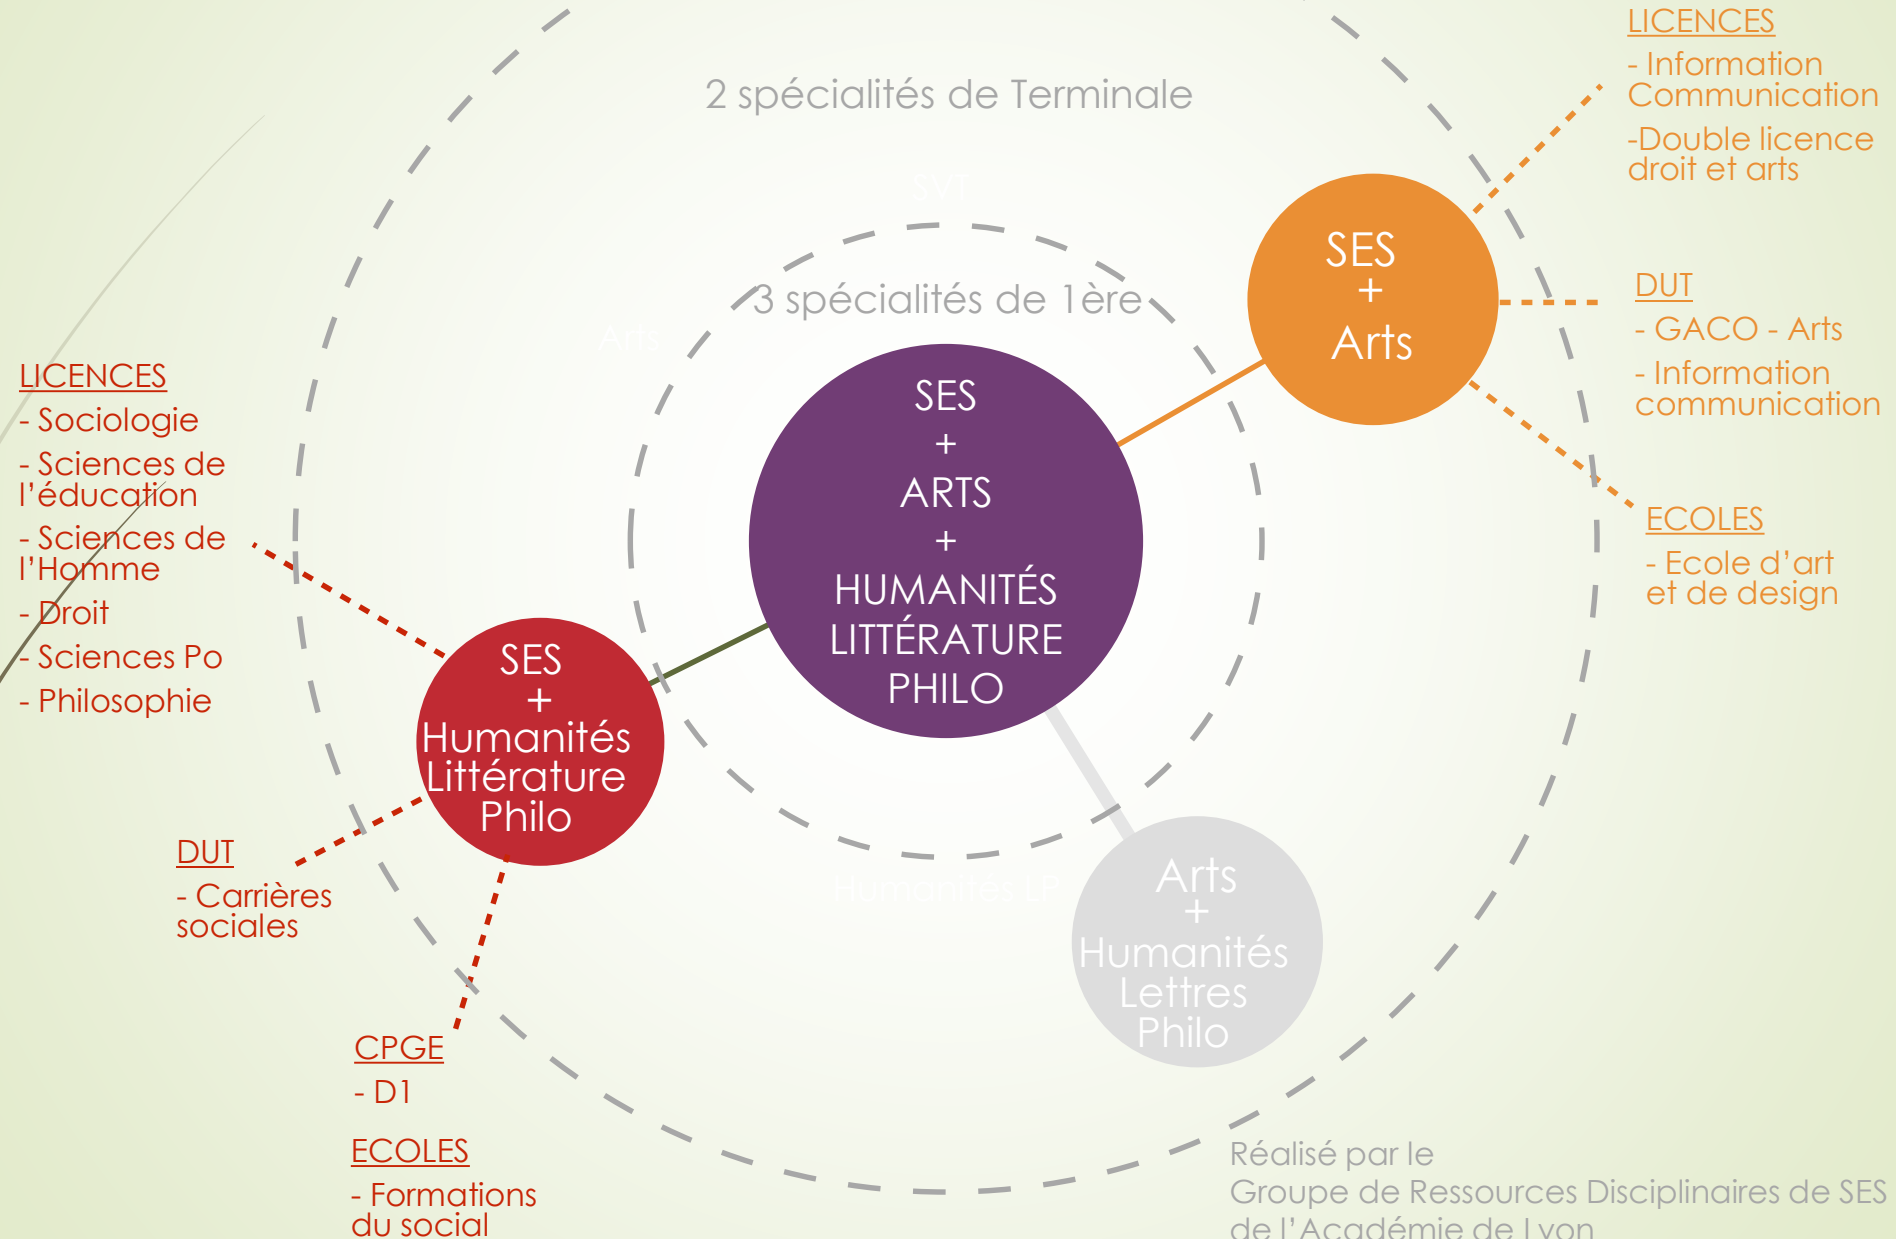 2 spécialités de Terminale
SVT
3 spécialités de 1ère
Arts
SES
+
ARTS
+
HUMANITÉS
LITTÉRATURE
PHILO
SES
+
Arts
LICENCES
- Information
Communication
-Double licence
droit et arts
DUT
- GACO - Arts
- Information
communication
ECOLES
- Ecole d’art
et de design
LICENCES
- Sociologie
- Sciences de
l’éducation
- Sciences de
l’Homme
- Droit
- Sciences Po
- Philosophie
SES
+
Humanités
Littérature
Philo
DUT
- Carrières
sociales
CPGE
- D1
ECOLES
- Formations
du social
Humanités LP
Arts
+
Humanités
Lettres
Philo
Réalisé par le
Groupe de Ressources Disciplinaires de SES
de l’Académie de Lyon